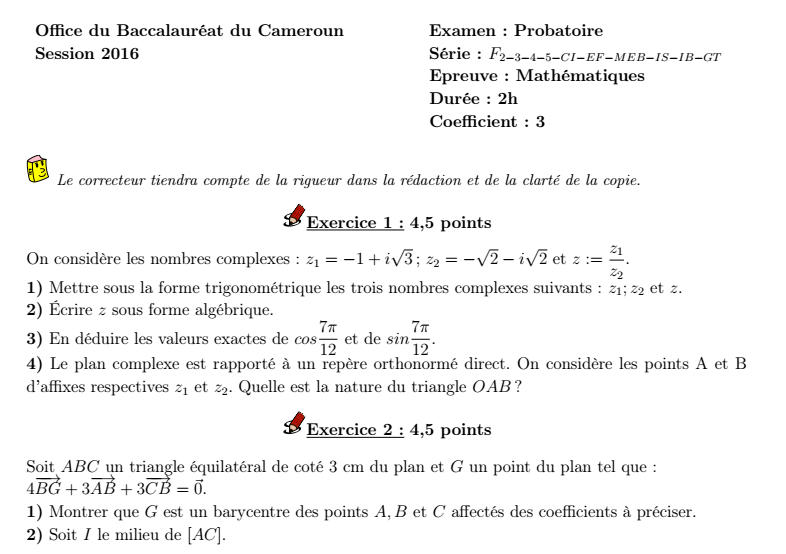 Office du Baccalauréat du Cameroun
Session 2016
Examen : Probatoire
Série : F₂₋₃₋₄₋₅₋CI₋EF₋MEB₋IS₋IB₋GT
Epreuve : Mathématiques
Durée : 2h
Coefficient : 3
Le correcteur tiendra compte de la rigueur dans la rédaction et de la clarté de la copie.
Exercice 1 : 4,5 points
On considère les nombres complexes : z₁ = −1 + i√3 ; z₂ = −√2 − i√2 et z := z₁/z₂.
1) Mettre sous la forme trigonométrique les trois nombres complexes suivants : z₁; z₂ et z.
2) Écrire z sous forme algébrique.
3) En déduire les valeurs exactes de cos 7π/12 et de sin 7π/12.
4) Le plan complexe est rapporté à un repère orthonormé direct. On considère les points A et B
d'affixes respectives z₁ et z₂. Quelle est la nature du triangle OAB ?
Exercice 2 : 4,5 points
Soit ABC un triangle équilatéral de coté 3 cm du plan et G un point du plan tel que :
4B͞G⃗ + 3A͞B⃗ + 3C͞B⃗ = 0⃗.
1) Montrer que G est un barycentre des points A, B et C affectés des coefficients à préciser.
2) Soit I le milieu de [AC].